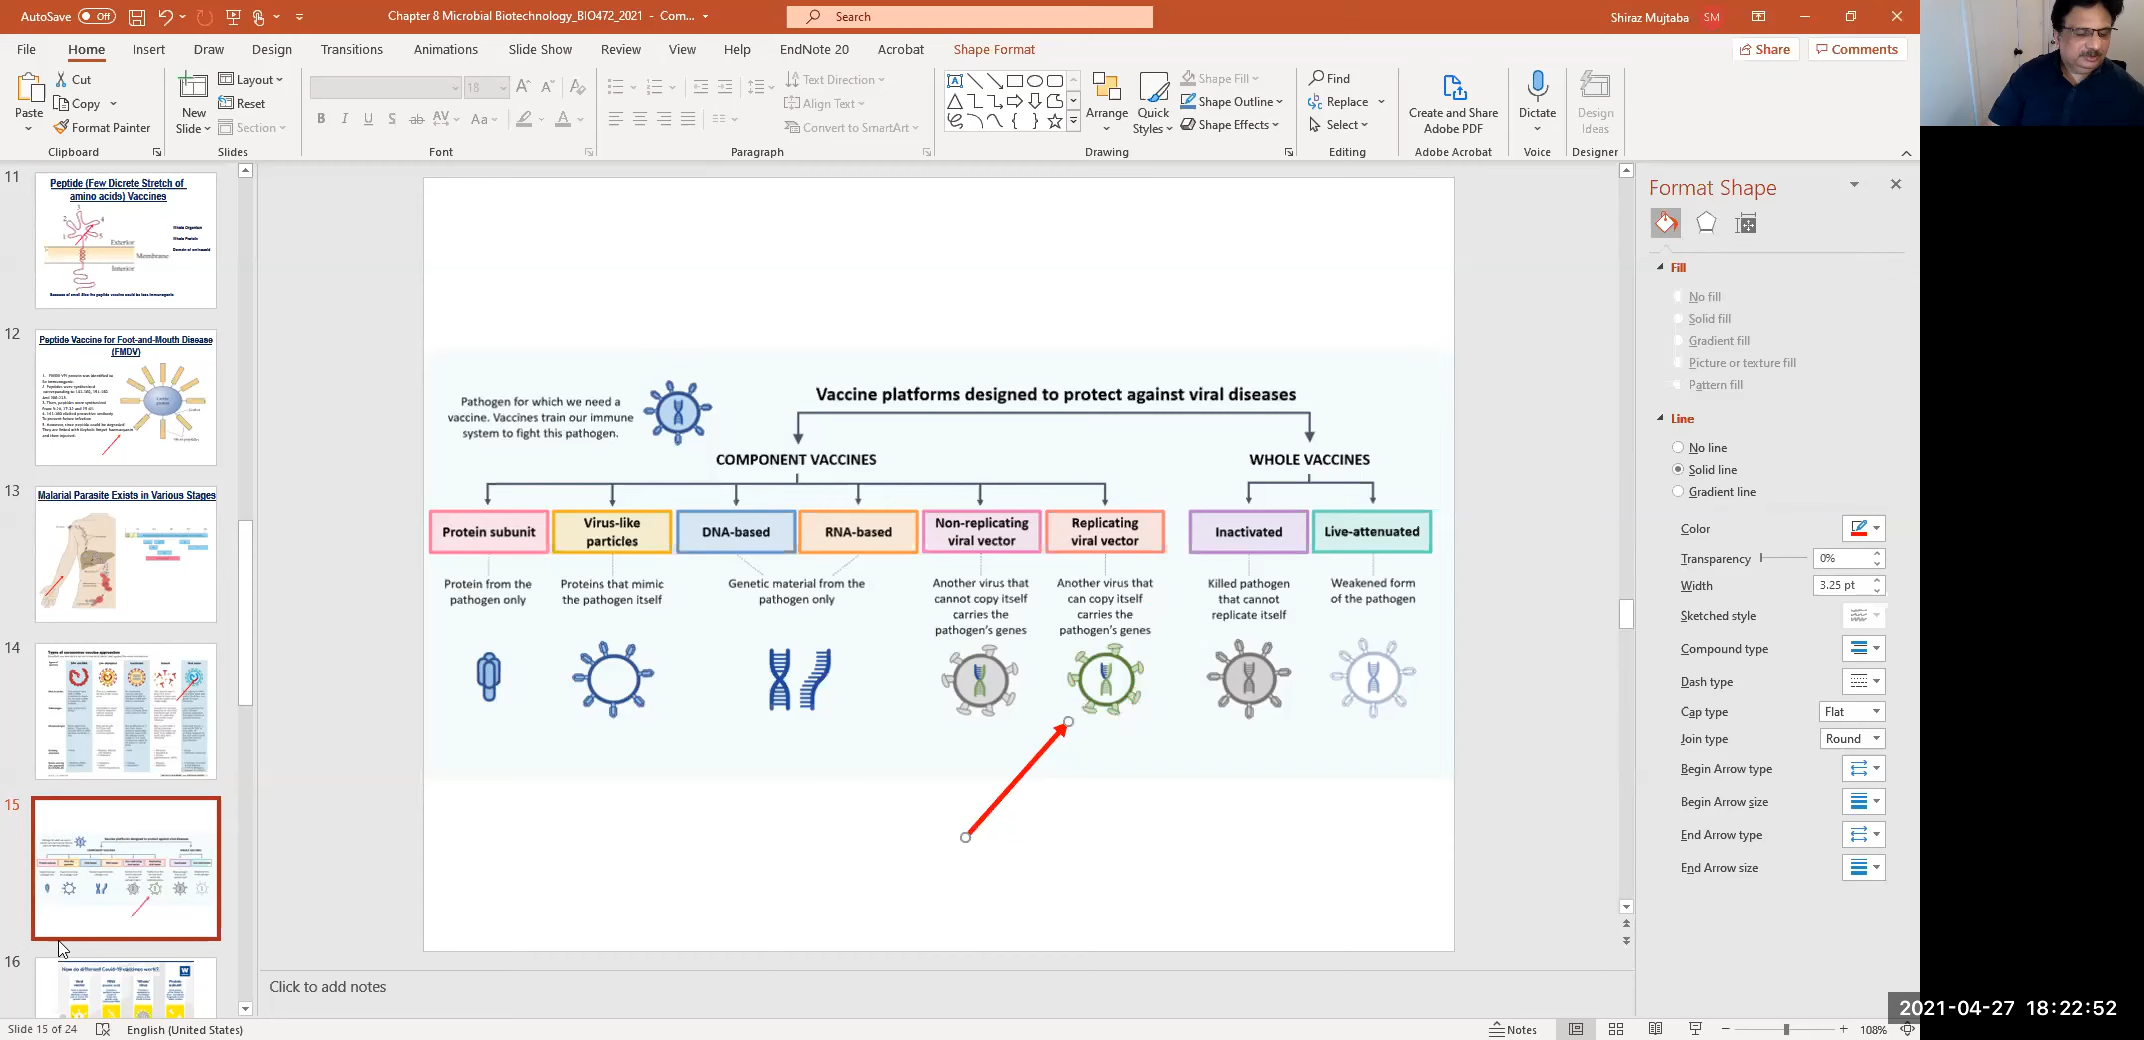 AutoSave Off
Chapter 8 Microbial Biotechnology_BIO472_2021 - Com...
Search
Shiraz Mujtaba SM
File Home Insert Draw Design Transitions Animations Slide Show Review View Help EndNote 20 Acrobat Shape Format
Share Comments
Paste
Cut
Copy
Format Painter
Clipboard
New
Slide
Layout
Reset
Section
Slides
18
B I U S ab AV Aa A
Font
Text Direction
Align Text
Convert to SmartArt
Paragraph
Arrange
Quick
Styles
Shape Fill
Shape Outline
Shape Effects
Drawing
Find
Replace
Select
Editing
Create and Share
Adobe PDF
Adobe Acrobat
Dictate
Voice
Design
Ideas
Designer
11
Peptide (Few Dicrete Stretch of
amino acids) Vaccines
Exterior
Membrane
Interior
Whole Organism
Whole Protein
12
Peptide Vaccine for Foot-and-Mouth Disease
(FMDV)
13
Malarial Parasite Exists in Various Stages
14
Types of coronavirus vaccine approaches
15
16
How do different Covid-19 vaccines work?
Pathogen for which we need a
vaccine. Vaccines train our immune
system to fight this pathogen.
Vaccine platforms designed to protect against viral diseases
COMPONENT VACCINES
WHOLE VACCINES
Protein subunit
Virus-like
particles
DNA-based
RNA-based
Non-replicating
viral vector
Replicating
viral vector
Inactivated
Live-attenuated
Protein from the
pathogen only
Proteins that mimic
the pathogen itself
Genetic material from the
pathogen only
Another virus that
cannot copy itself
carries the
pathogen's genes
Another virus that
can copy itself
carries the
pathogen's genes
Killed pathogen
that cannot
replicate itself
Weakened form
of the pathogen
Click to add notes
Format Shape
Fill
No fill
Solid fill
Gradient fill
Picture or texture fill
Pattern fill
Line
No line
Solid line
Gradient line
Color
Transparency 0%
Width 3.25 pt
Sketched style
Compound type
Dash type
Cap type Flat
Join type Round
Begin Arrow type
Begin Arrow size
End Arrow type
End Arrow size
2021-04-27 18:22:52
Slide 15 of 24
English (United States)
Notes
108%